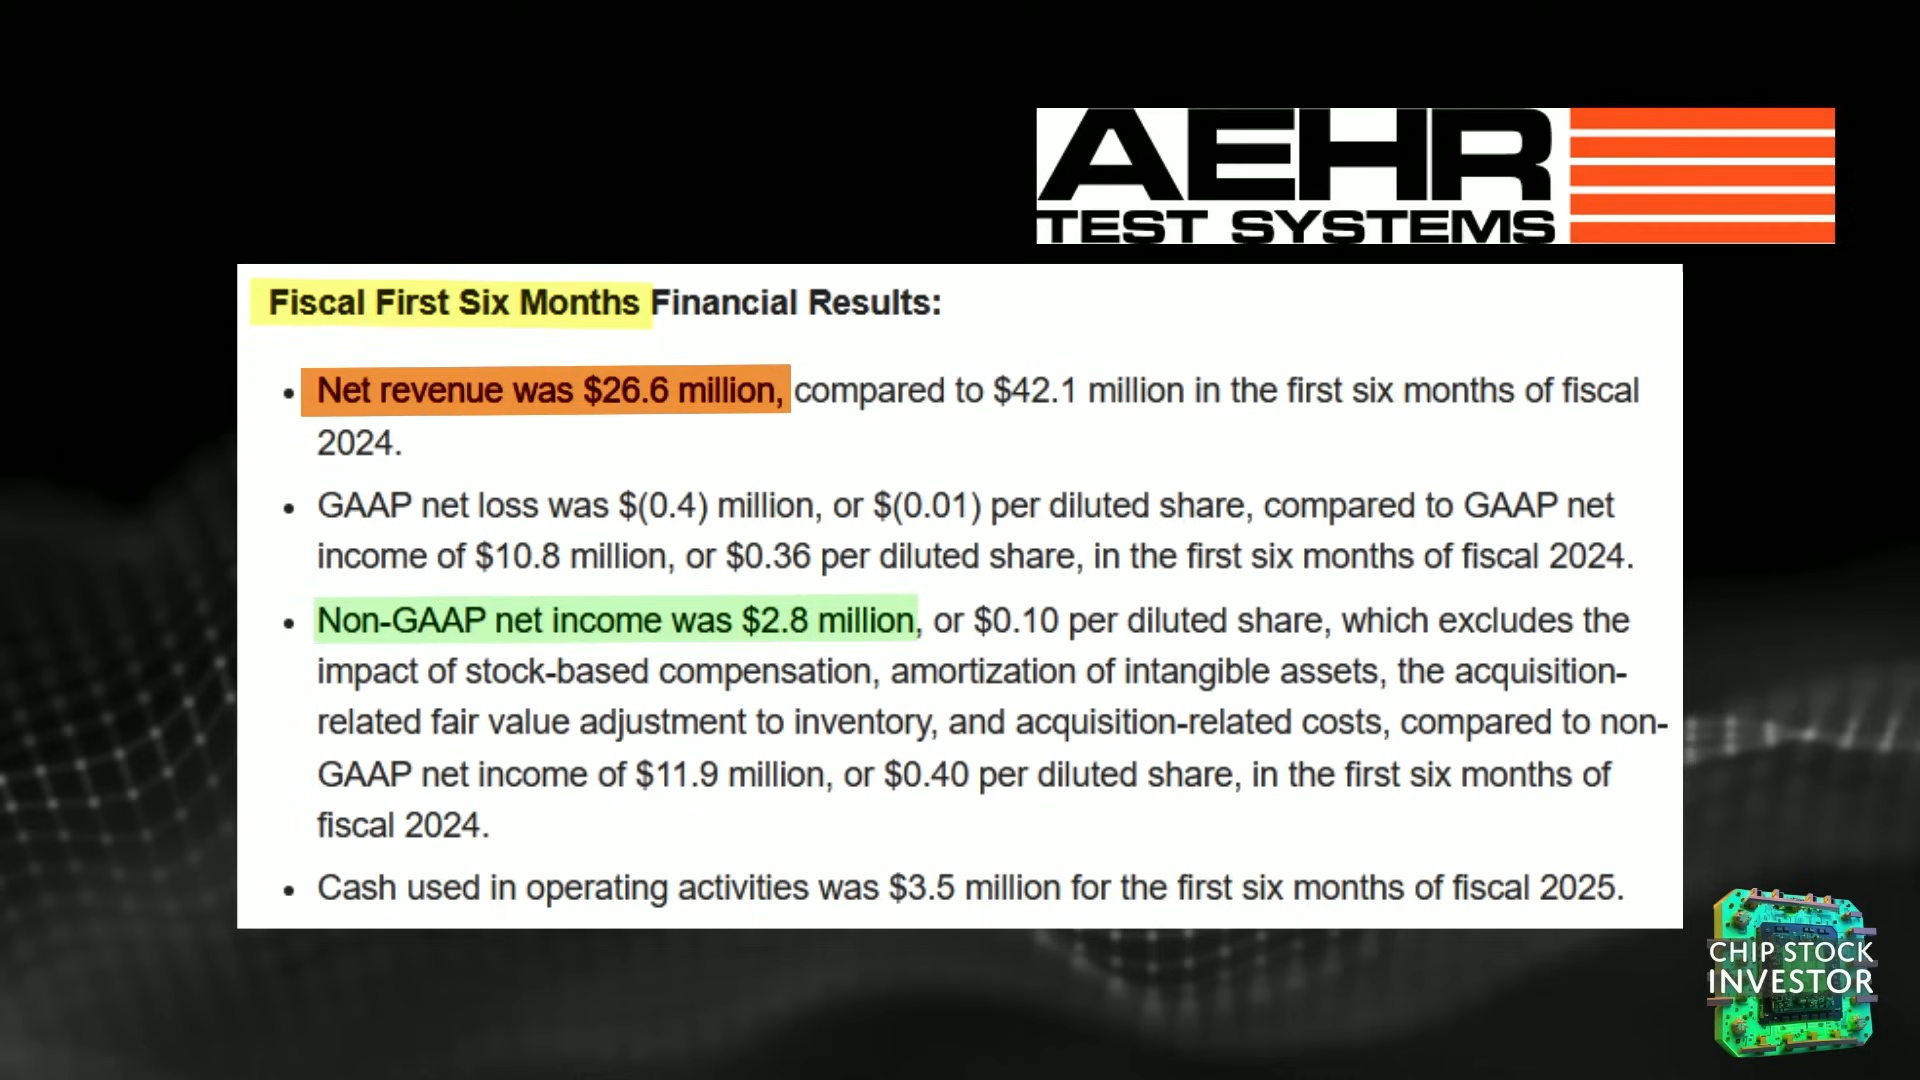 AEHR
TEST SYSTEMS
Fiscal First Six Months Financial Results:
• Net revenue was $26.6 million, compared to $42.1 million in the first six months of fiscal
2024.
• GAAP net loss was $(0.4) million, or $(0.01) per diluted share, compared to GAAP net
income of $10.8 million, or $0.36 per diluted share, in the first six months of fiscal 2024.
• Non-GAAP net income was $2.8 million, or $0.10 per diluted share, which excludes the
impact of stock-based compensation, amortization of intangible assets, the acquisition-
related fair value adjustment to inventory, and acquisition-related costs, compared to non-
GAAP net income of $11.9 million, or $0.40 per diluted share, in the first six months of
fiscal 2024.
• Cash used in operating activities was $3.5 million for the first six months of fiscal 2025.
CHIP STOCK
INVESTOR